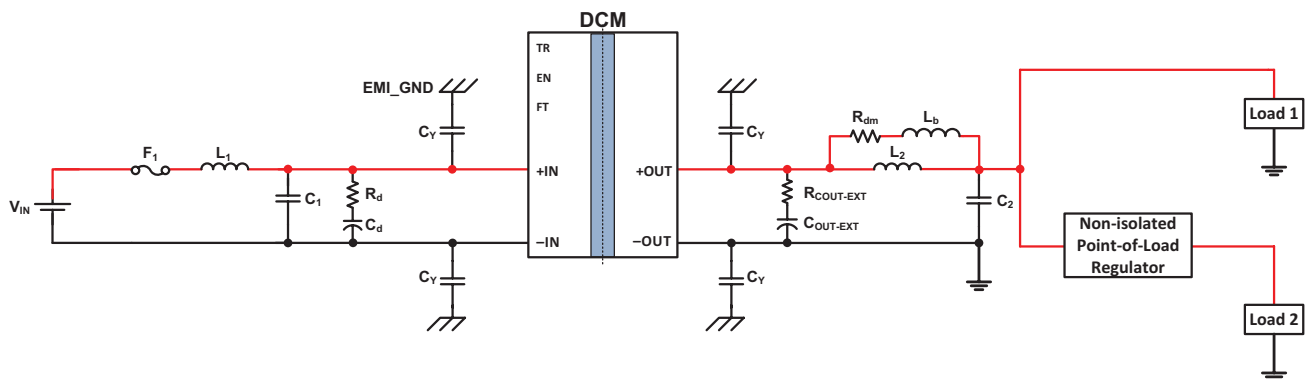 DCM
TR
EN
FT
+IN
−IN
+OUT
−OUT
EMI_GND
CY
CY
CY
CY
VIN
F1
L1
C1
Rd
Cd
RCOUT-EXT
COUT-EXT
Rdm
Lb
L2
C2
Load 1
Non-isolated
Point-of-Load
Regulator
Load 2